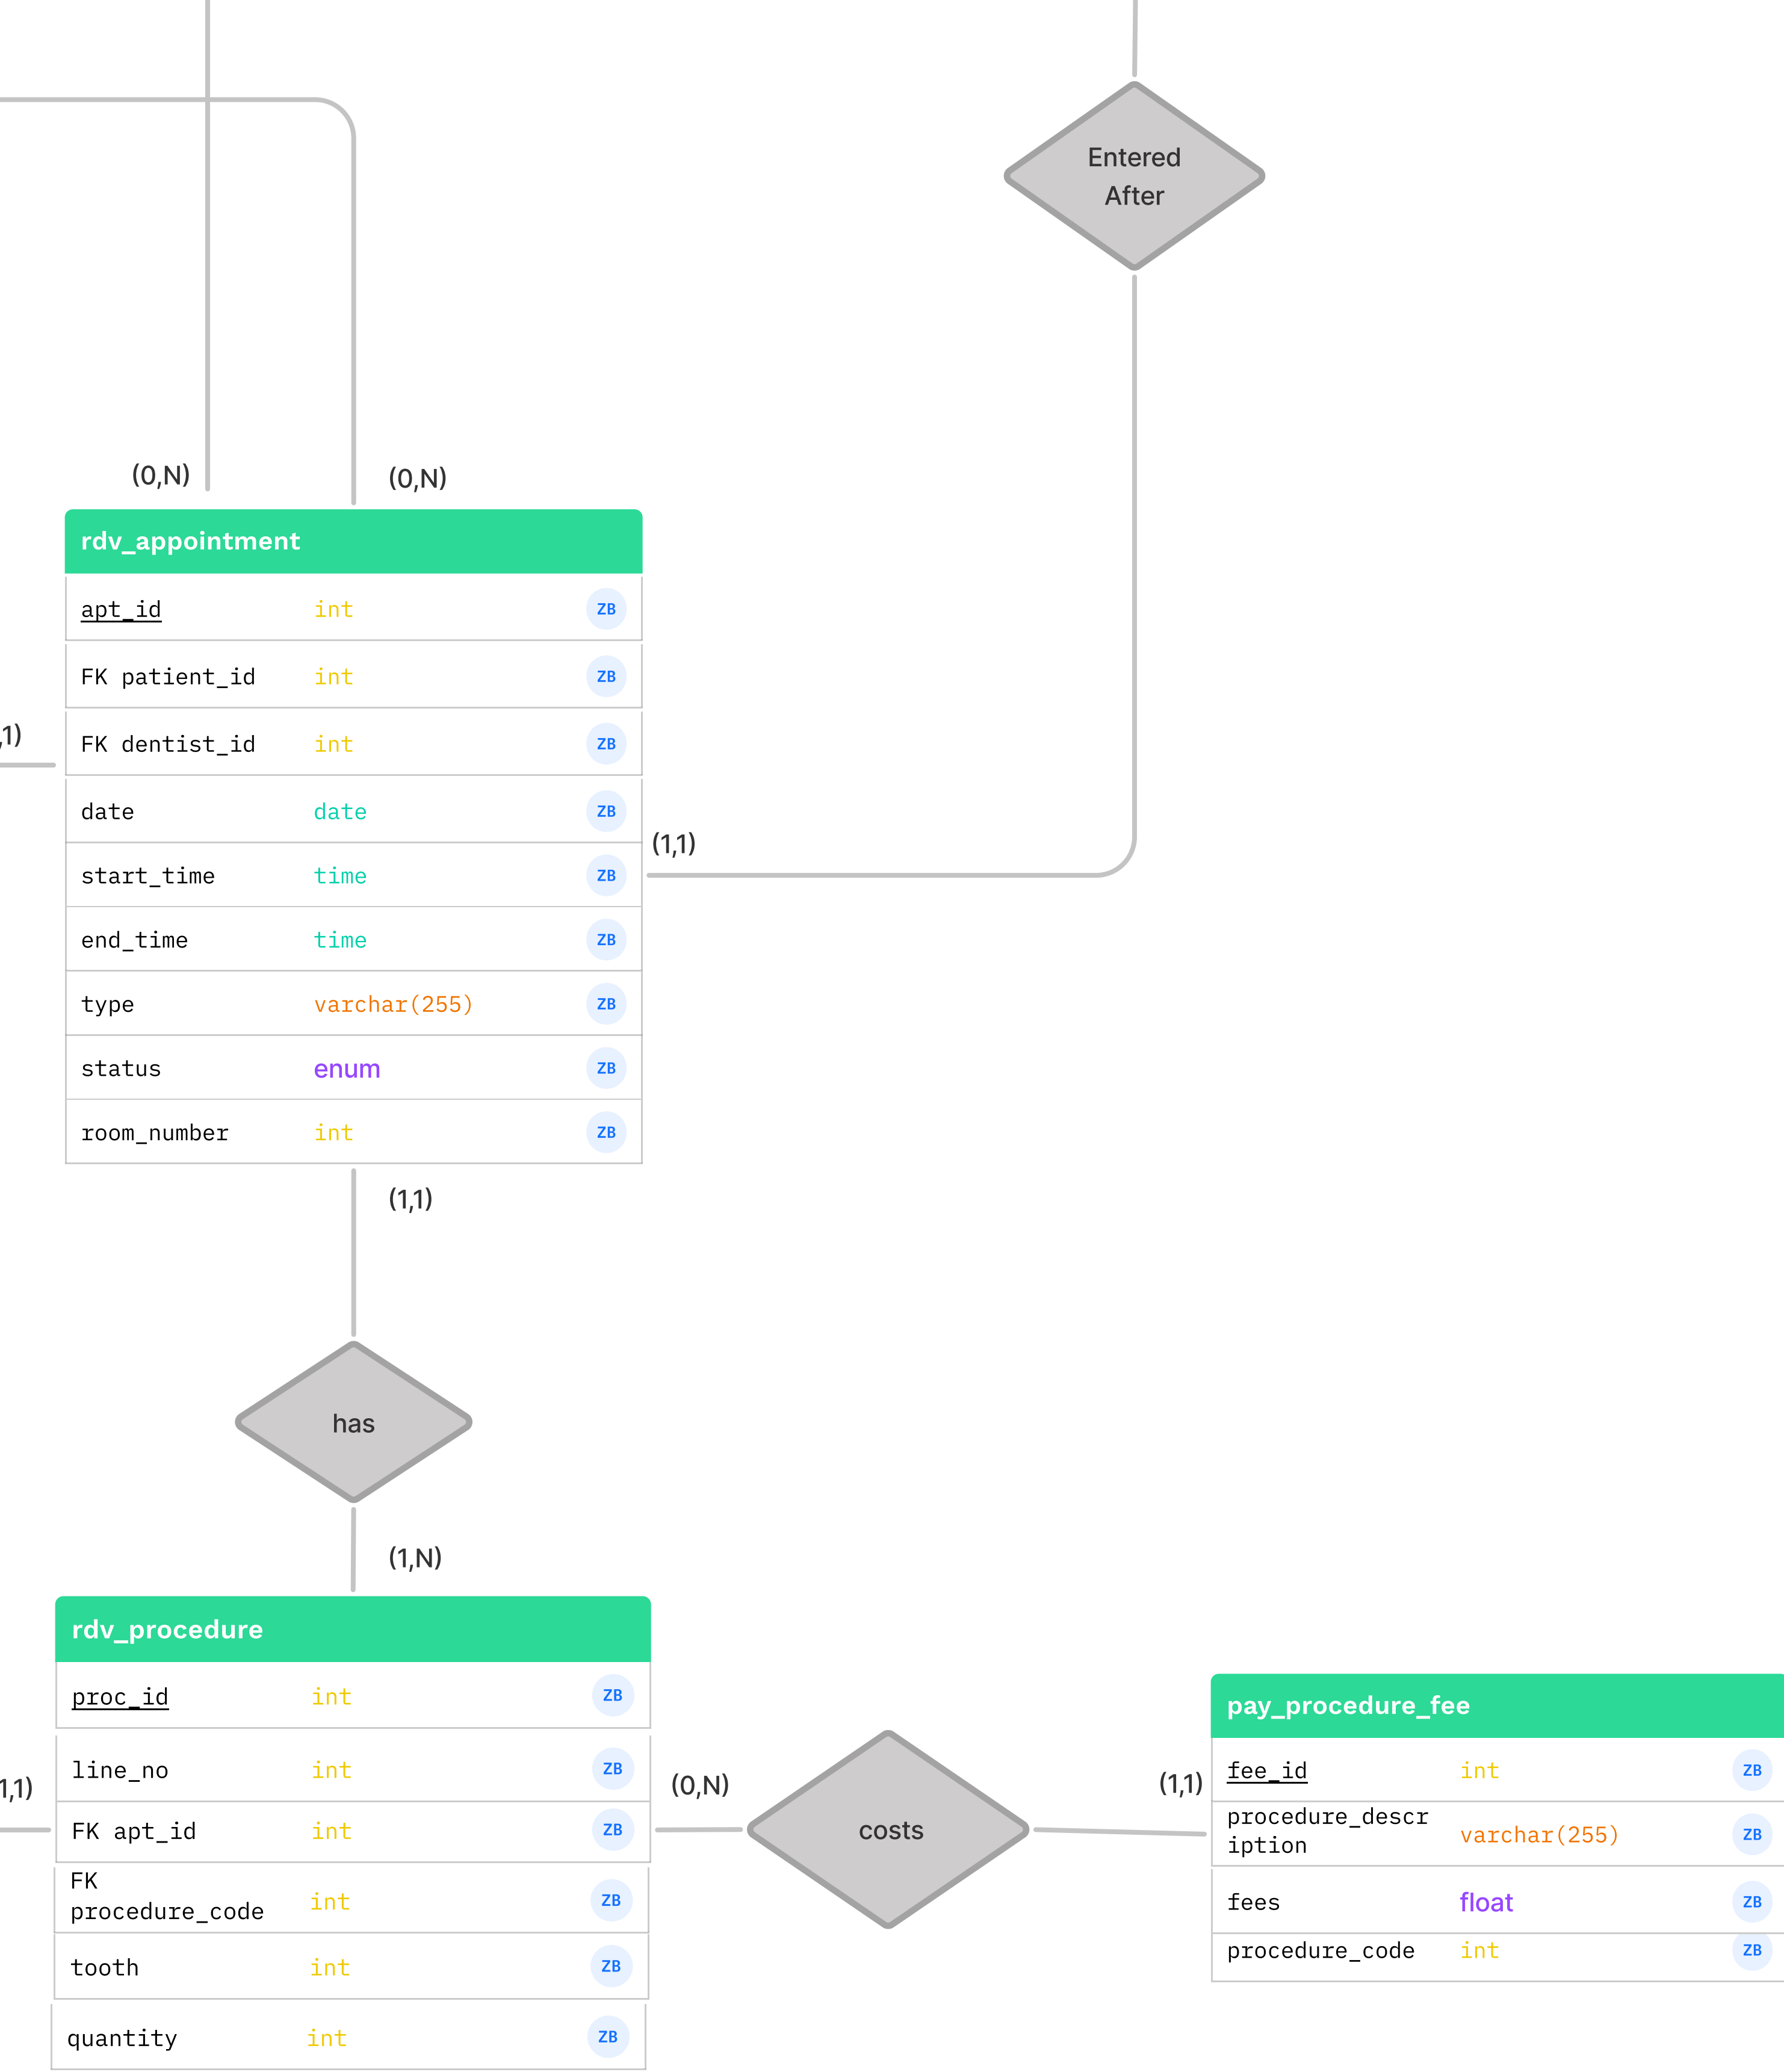 Entered
After
(0,N)
(0,N)
rdv_appointment
apt_id int ZB
FK patient_id int ZB
,1)
FK dentist_id int ZB
date date ZB
(1,1)
start_time time ZB
end_time time ZB
type varchar(255) ZB
status enum ZB
room_number int ZB
(1,1)
has
(1,N)
rdv_procedure
proc_id int ZB
line_no int ZB
1,1)
FK apt_id int ZB
FK
procedure_code int ZB
tooth int ZB
quantity int ZB
(0,N)
costs
(1,1)
pay_procedure_fee
fee_id int ZB
procedure_descr
iption varchar(255) ZB
fees float ZB
procedure_code int ZB